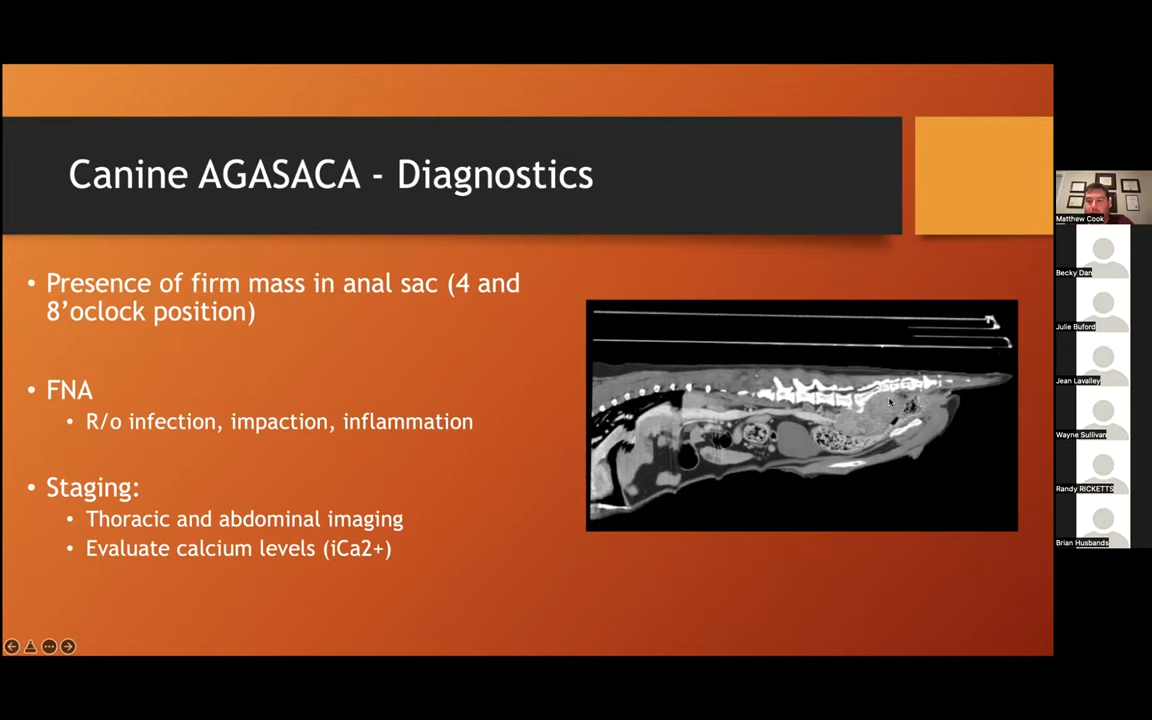 Canine AGASACA - Diagnostics
• Presence of firm mass in anal sac (4 and
8’oclock position)
• FNA
• R/o infection, impaction, inflammation
• Staging:
• Thoracic and abdominal imaging
• Evaluate calcium levels (iCa2+)
Matthew Cook
Becky Dan
Julie Buford
Jean Lavalley
Wayne Sullivan
Randy RICKETTS
Brian Husbands